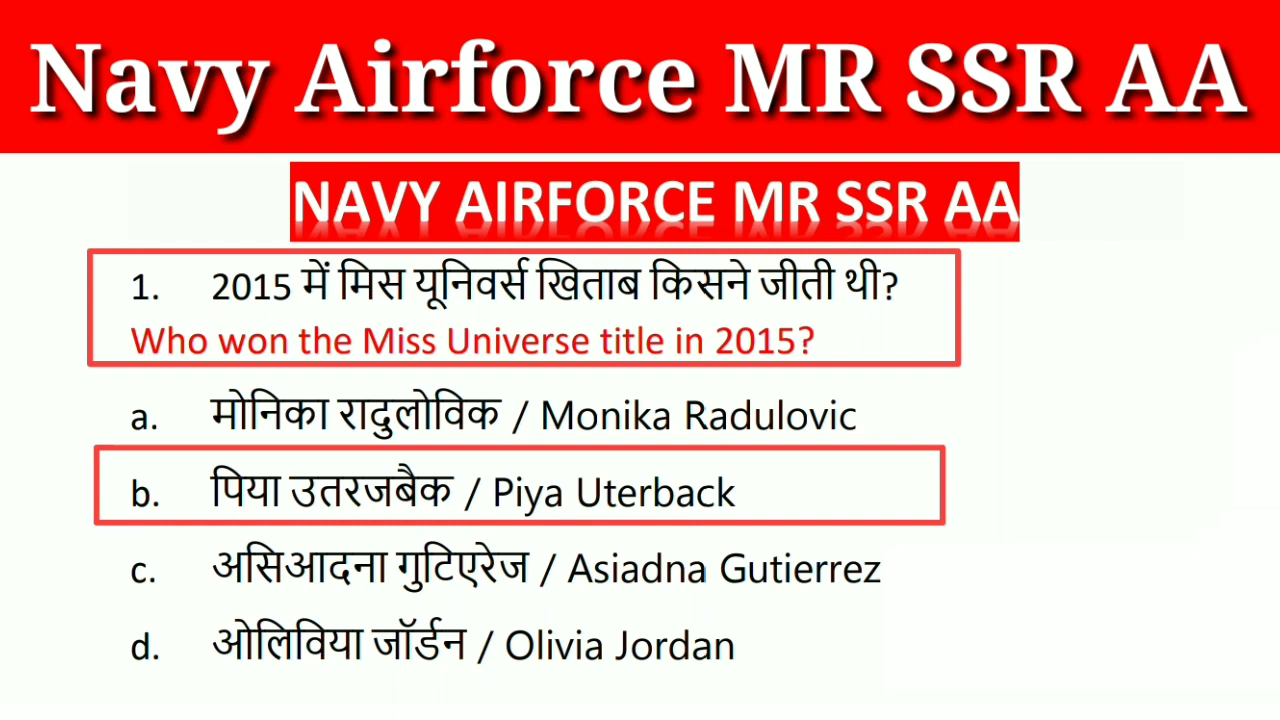 Navy Airforce MR SSR AA
NAVY AIRFORCE MR SSR AA
1. 2015 में मिस यूनिवर्स खिताब किसने जीती थी?
Who won the Miss Universe title in 2015?
a. मोनिका रादुलोविक / Monika Radulovic
b. पिया उतरजबैक / Piya Uterback
c. असिआदना गुटिएरेज / Asiadna Gutierrez
d. ओलिविया जॉर्डन / Olivia Jordan